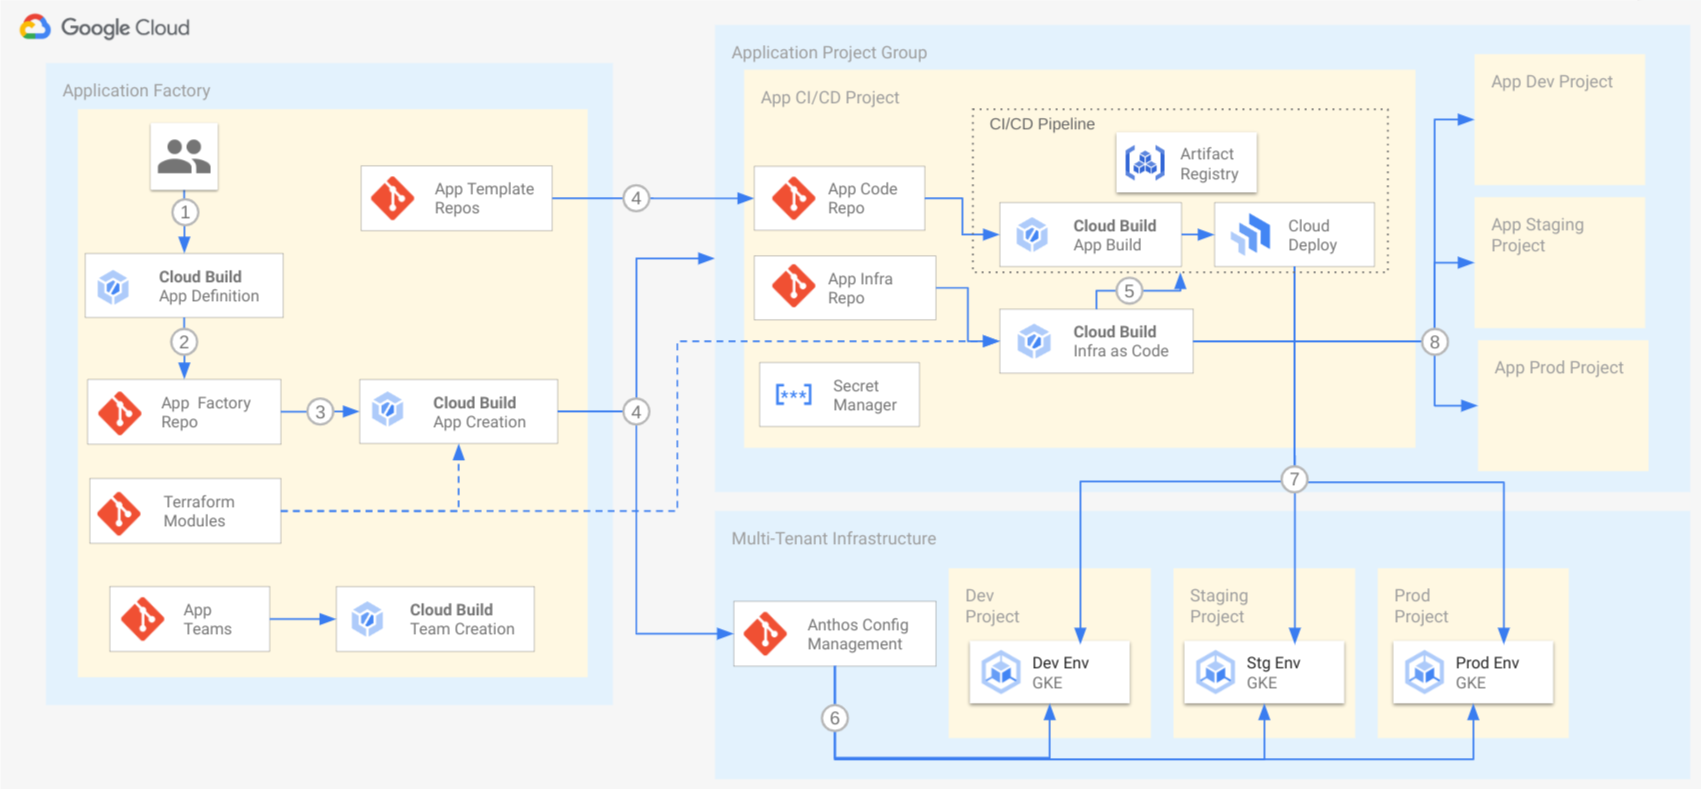 Google Cloud
Application Factory
1
Cloud Build
App Definition
2
App Factory
Repo
3
Cloud Build
App Creation
App Template
Repos
4
4
Terraform
Modules
App
Teams
Cloud Build
Team Creation
Application Project Group
App CI/CD Project
CI/CD Pipeline
Artifact
Registry
App Code
Repo
Cloud Build
App Build
Cloud
Deploy
App Infra
Repo
5
Cloud Build
Infra as Code
[***]
Secret
Manager
8
App Dev Project
App Staging
Project
App Prod Project
7
Multi-Tenant Infrastructure
Anthos Config
Management
6
Dev
Project
Dev Env
GKE
Staging
Project
Stg Env
GKE
Prod
Project
Prod Env
GKE